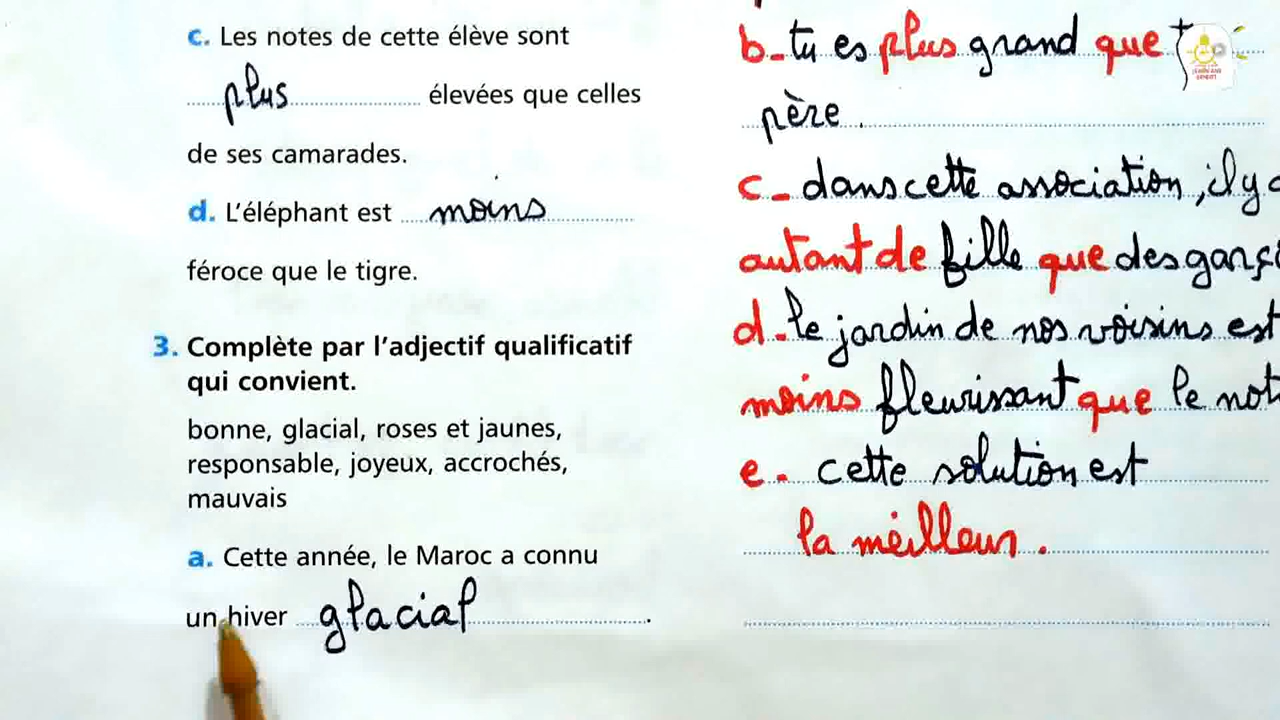 c. Les notes de cette élève sont
plus élevées que celles
de ses camarades.
d. L'éléphant est moins
féroce que le tigre.
3. Complète par l'adjectif qualificatif
qui convient.
bonne, glacial, roses et jaunes,
responsable, joyeux, accrochés,
mauvais
a. Cette année, le Maroc a connu
un hiver glacial.
b_ tu es plus grand que
père.
c_ dans cette association, il y a
autant de fille que des garç
d. le jardin de nos voisins est
moins fleurissant que le not
e. cette solution est
la méilleur.